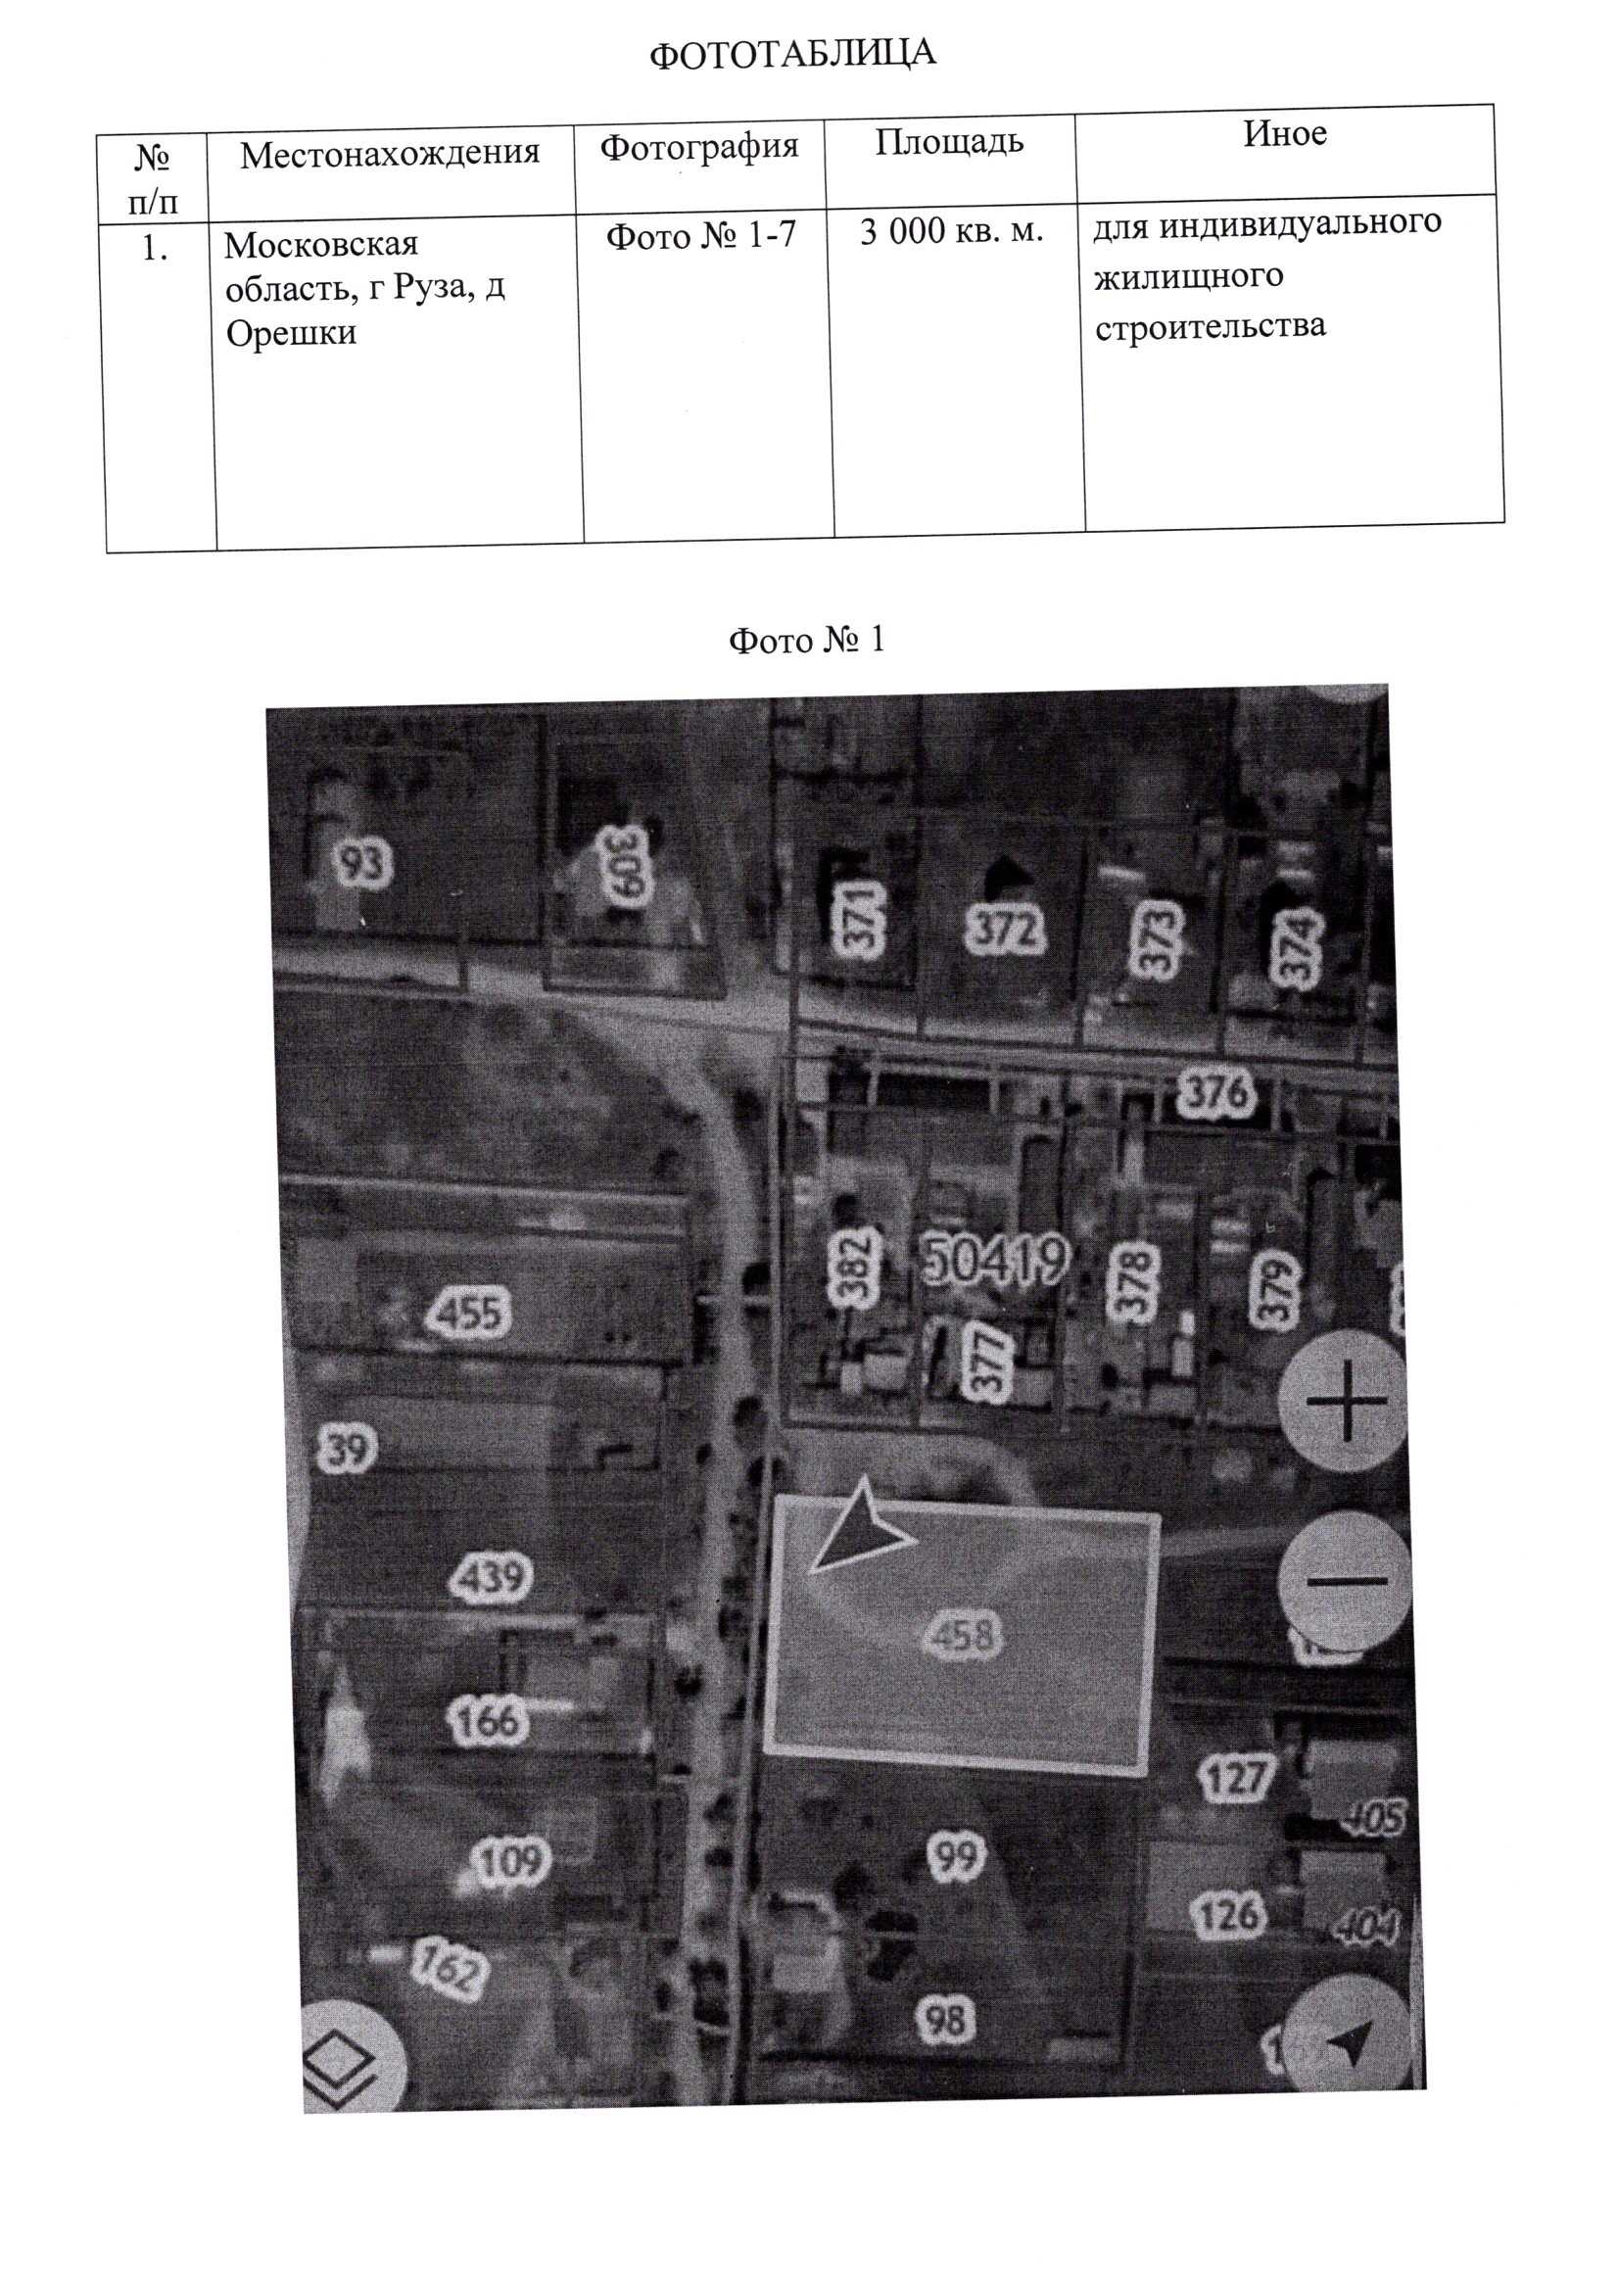 ФОТОТАБЛИЦА
№
п/п
Местонахождения
Фотография
Площадь
Иное
1.
Московская
область, г Руза, д
Орешки
Фото № 1-7
3 000 кв. м.
для индивидуального
жилищного
строительства
Фото № 1
93
309
371
372
373
374
376
382
50419
378
379
377
455
39
439
458
166
127
405
109
99
126
404
162
98